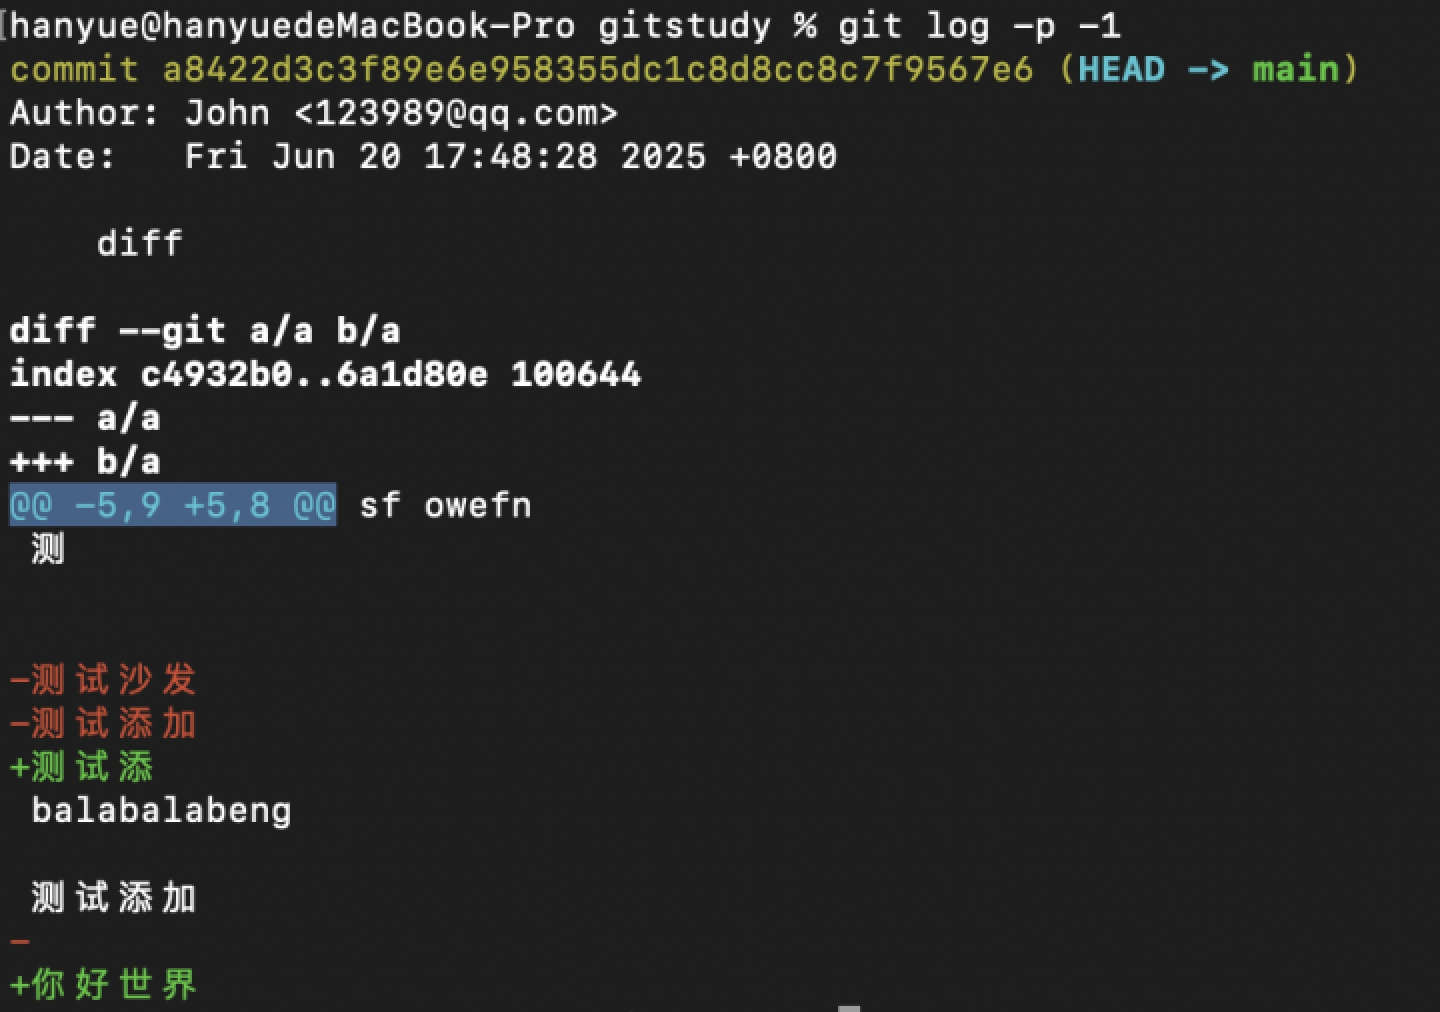 [hanyue@hanyuedeMacBook-Pro gitstudy % git log -p -1
commit a8422d3c3f89e6e958355dc1c8d8cc8c7f9567e6 (HEAD -> main)
Author: John <123989@qq.com>
Date:   Fri Jun 20 17:48:28 2025 +0800
diff
diff --git a/a b/a
index c4932b0..6a1d80e 100644
--- a/a
+++ b/a
@@ -5,9 +5,8 @@ sf owefn
测
-测试沙发
-测试添加
+测试添
balabalabeng
测试添加
-
+你好世界